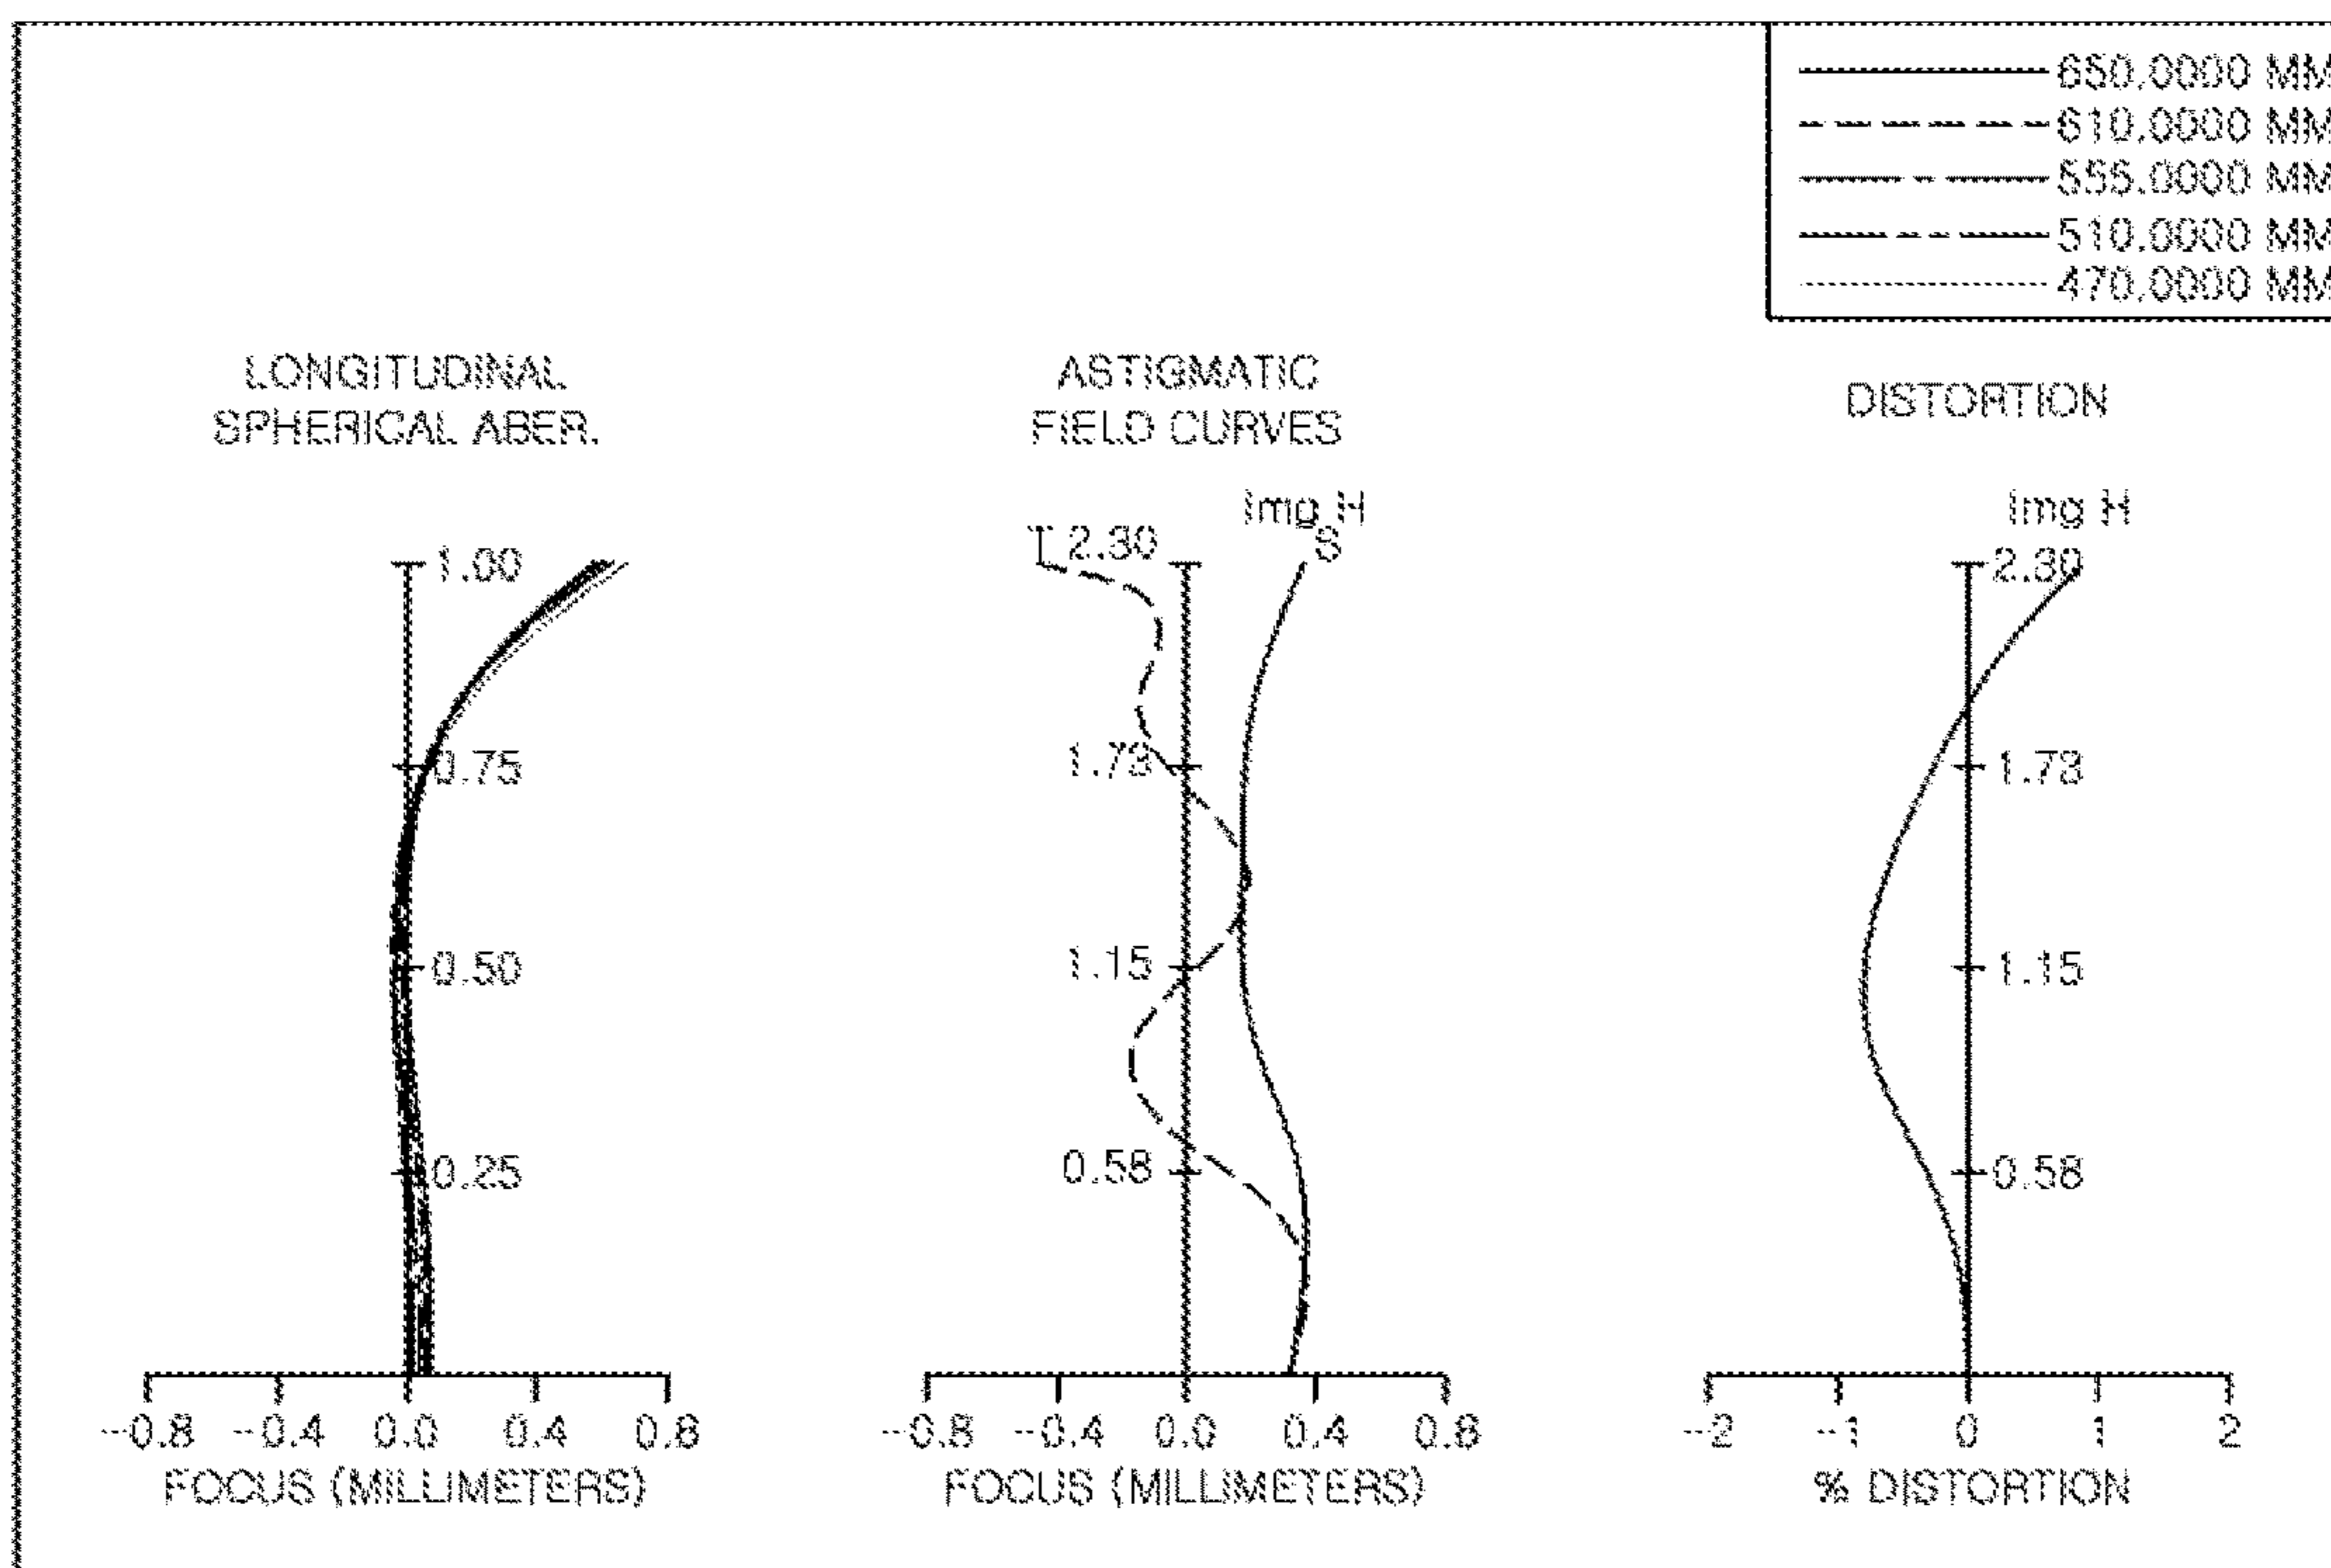 650.0000 MM
610.0000 MM
555.0000 MM
510.0000 MM
470.0000 MM
LONGITUDINAL
SPHERICAL ABER.
1.00
0.75
0.50
0.25
-0.8 -0.4 0.0 0.4 0.8
FOCUS (MILLIMETERS)
ASTIGMATIC
FIELD CURVES
Img H
T 2.30 S
1.73
1.15
0.58
-0.8 -0.4 0.0 0.4 0.8
FOCUS (MILLIMETERS)
DISTORTION
Img H
2.30
1.73
1.15
0.58
-2 -1 0 1 2
% DISTORTION